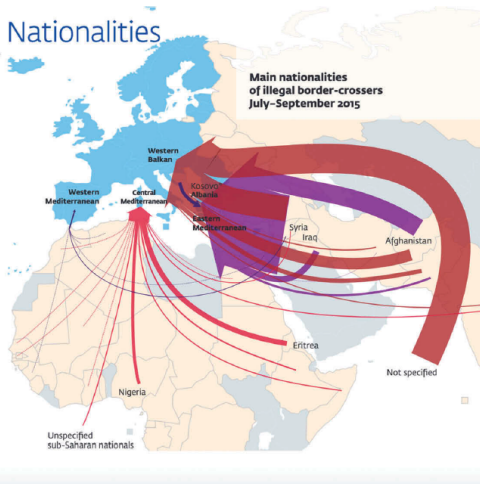 Nationalities
Main nationalities
of illegal border-crossers
July–September 2015
Western
Balkan
Western
Mediterranean
Central
Mediterranean
Kosovo*
Albania
Eastern
Mediterranean
Syria
Iraq
Afghanistan
Eritrea
Not specified
Nigeria
Unspecified
sub-Saharan nationals